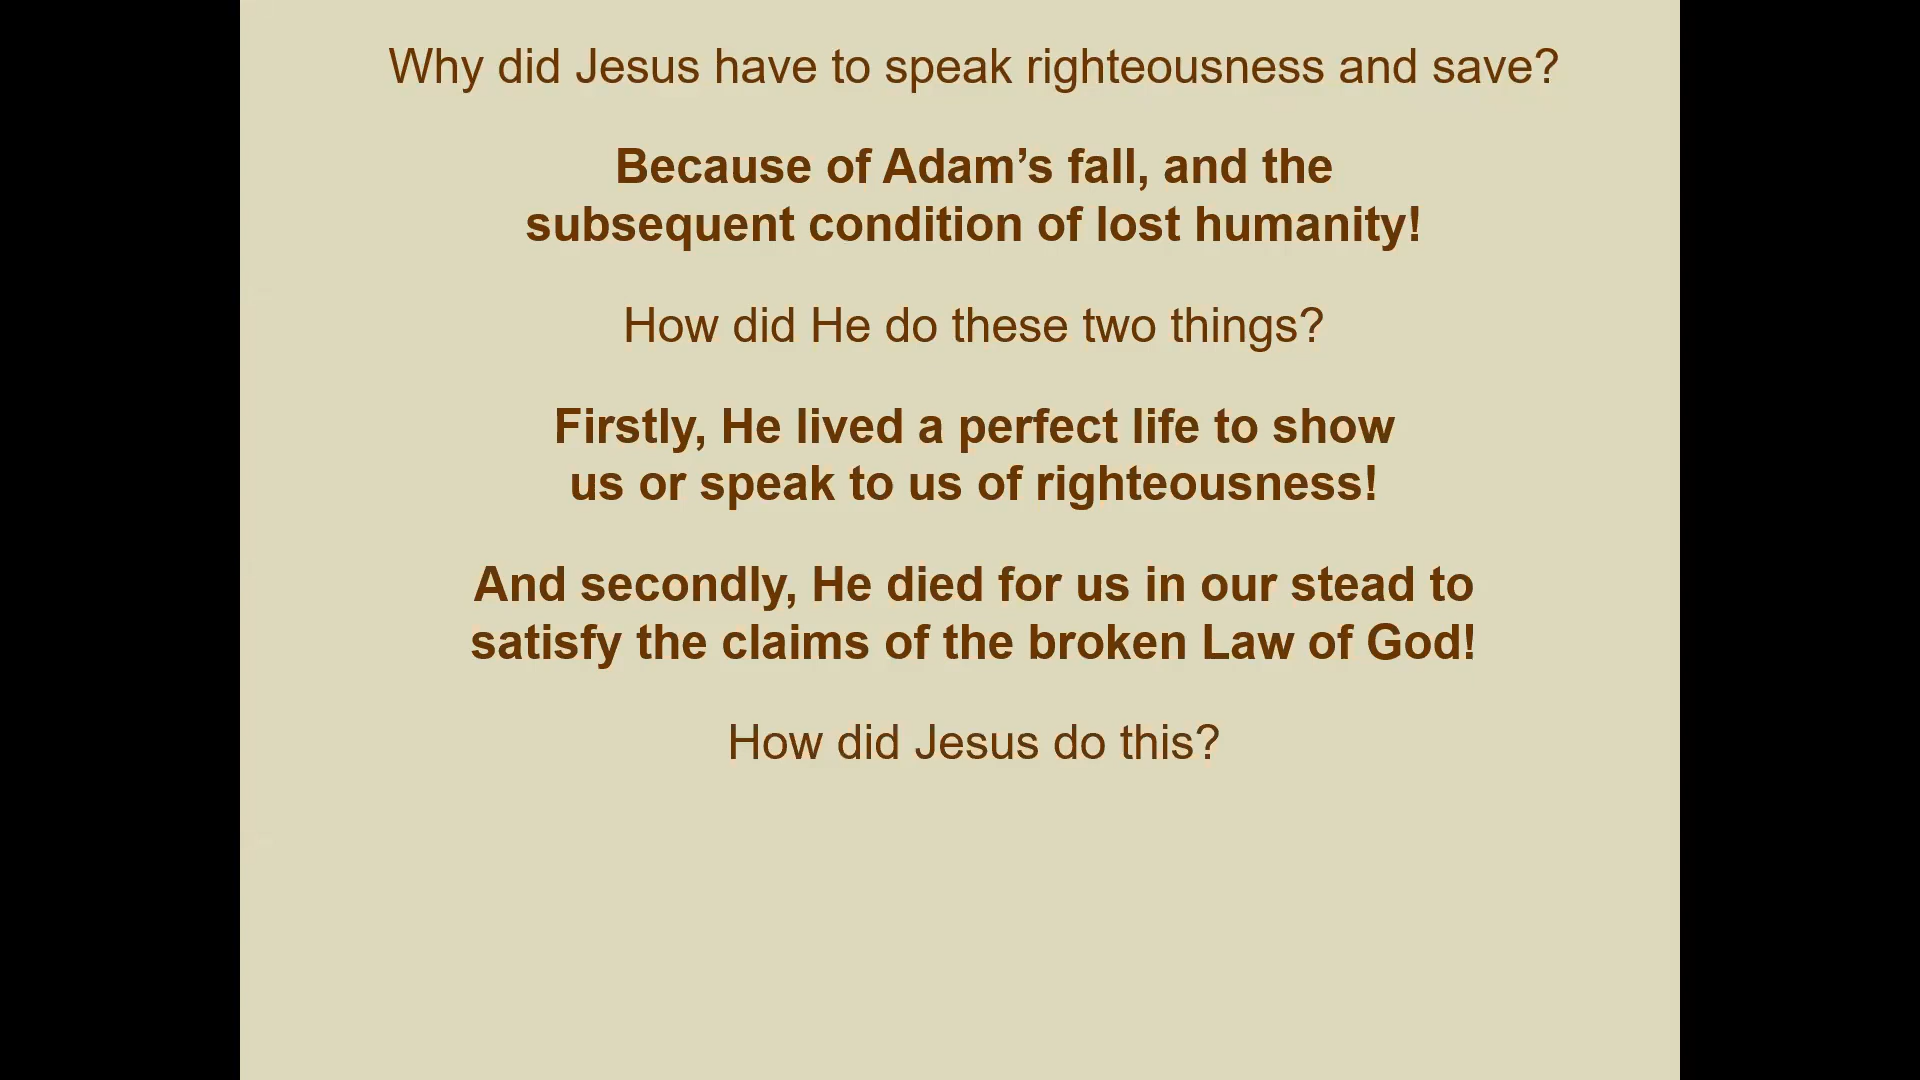 Why did Jesus have to speak righteousness and save?
Because of Adam’s fall, and the
subsequent condition of lost humanity!
How did He do these two things?
Firstly, He lived a perfect life to show
us or speak to us of righteousness!
And secondly, He died for us in our stead to
satisfy the claims of the broken Law of God!
How did Jesus do this?